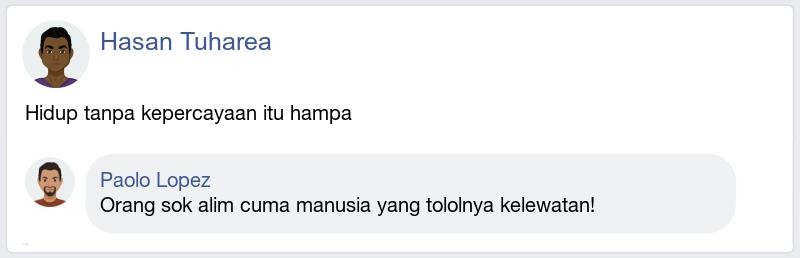 Hasan Tuharea
Hidup tanpa kepercayaan itu hampa
Paolo Lopez
Orang sok alim cuma manusia yang tololnya kelewatan!